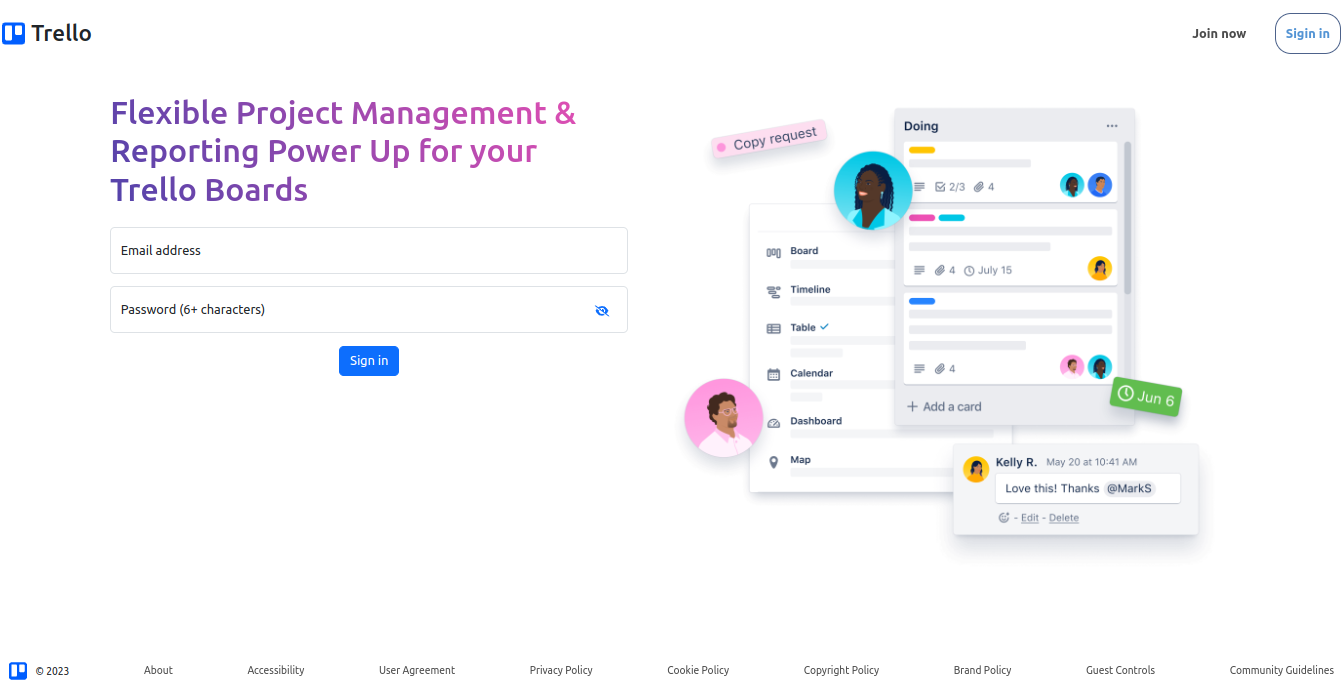 Trello
Join now
Sigin in
Flexible Project Management &
Reporting Power Up for your
Trello Boards
Email address
Password (6+ characters)
Sign in
Copy request
Doing
2/3 4
4 July 15
4
Add a card
Board
Timeline
Table
Calendar
Dashboard
Map
Jun 6
Kelly R. May 20 at 10:41 AM
Love this! Thanks @MarkS
- Edit - Delete
© 2023 About Accessibility User Agreement Privacy Policy Cookie Policy Copyright Policy Brand Policy Guest Controls Community Guidelines